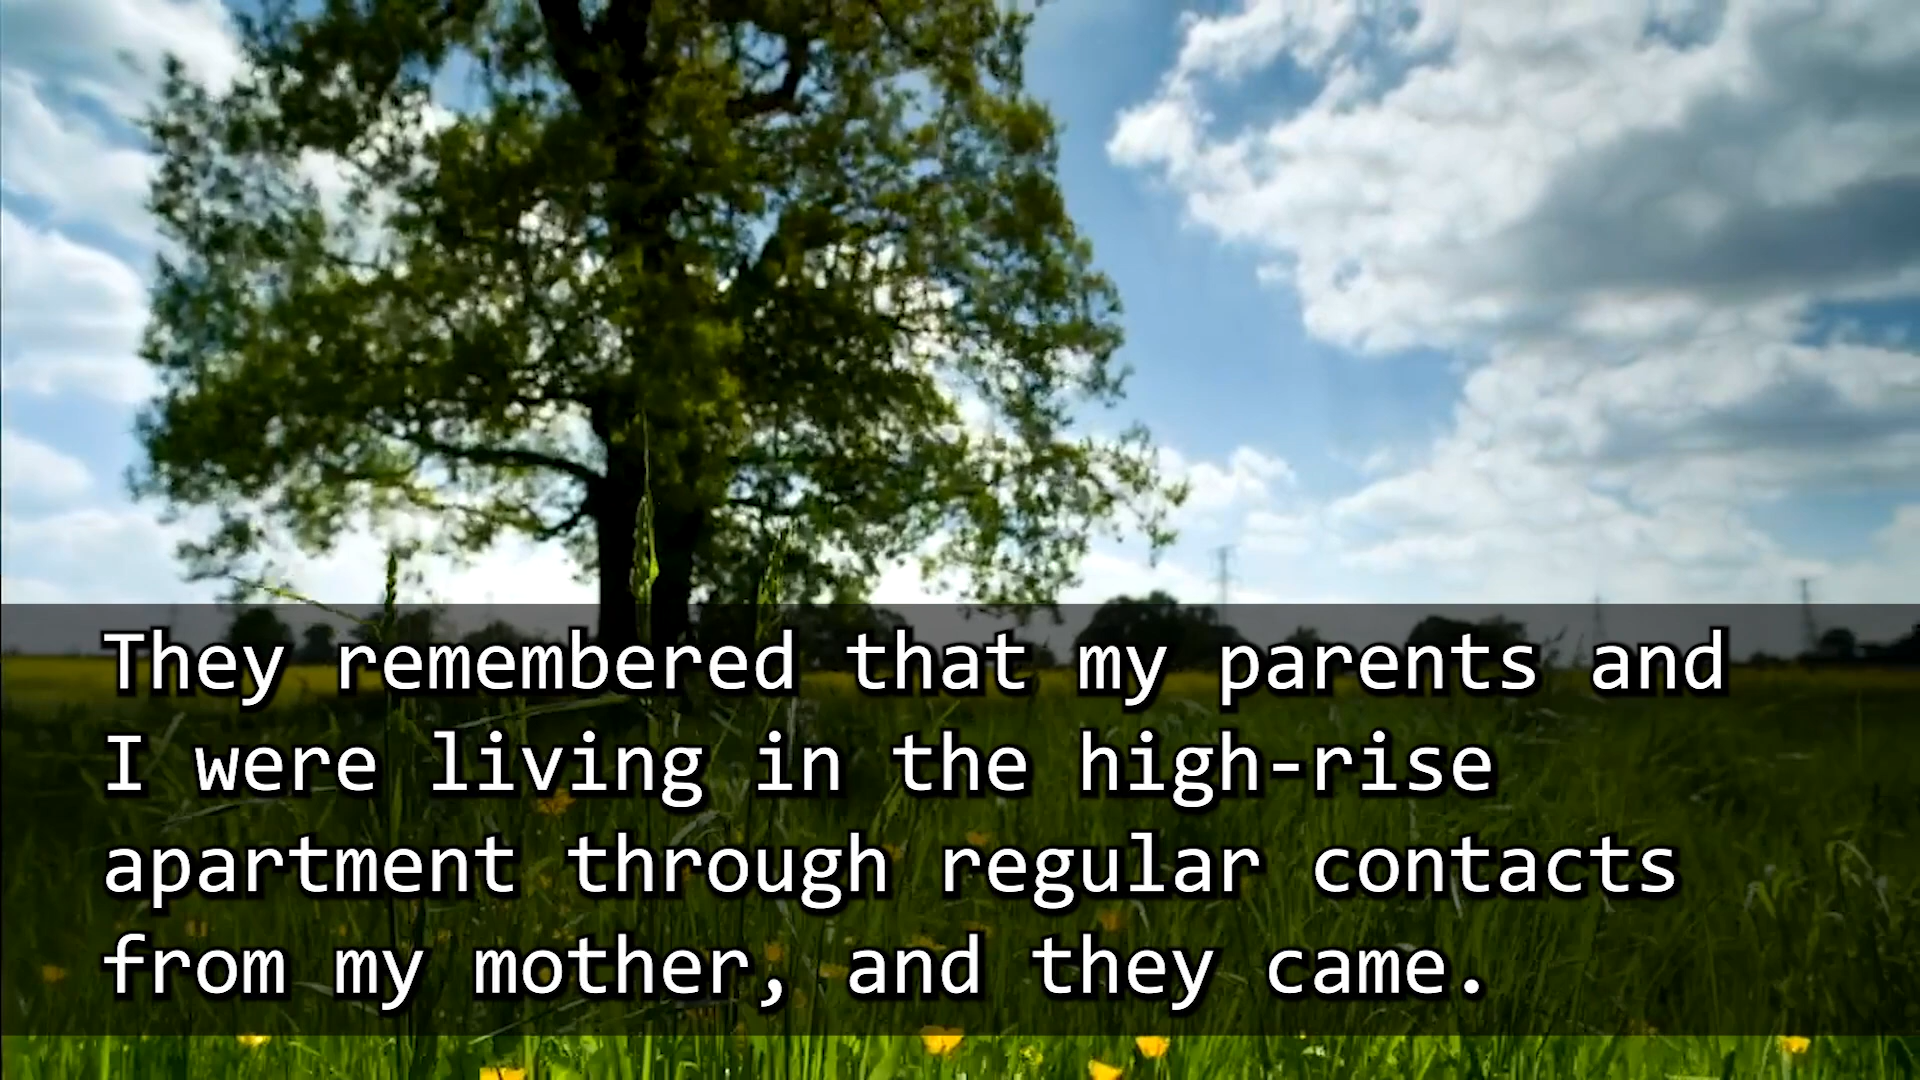 They remembered that my parents and
I were living in the high-rise
apartment through regular contacts
from my mother, and they came.